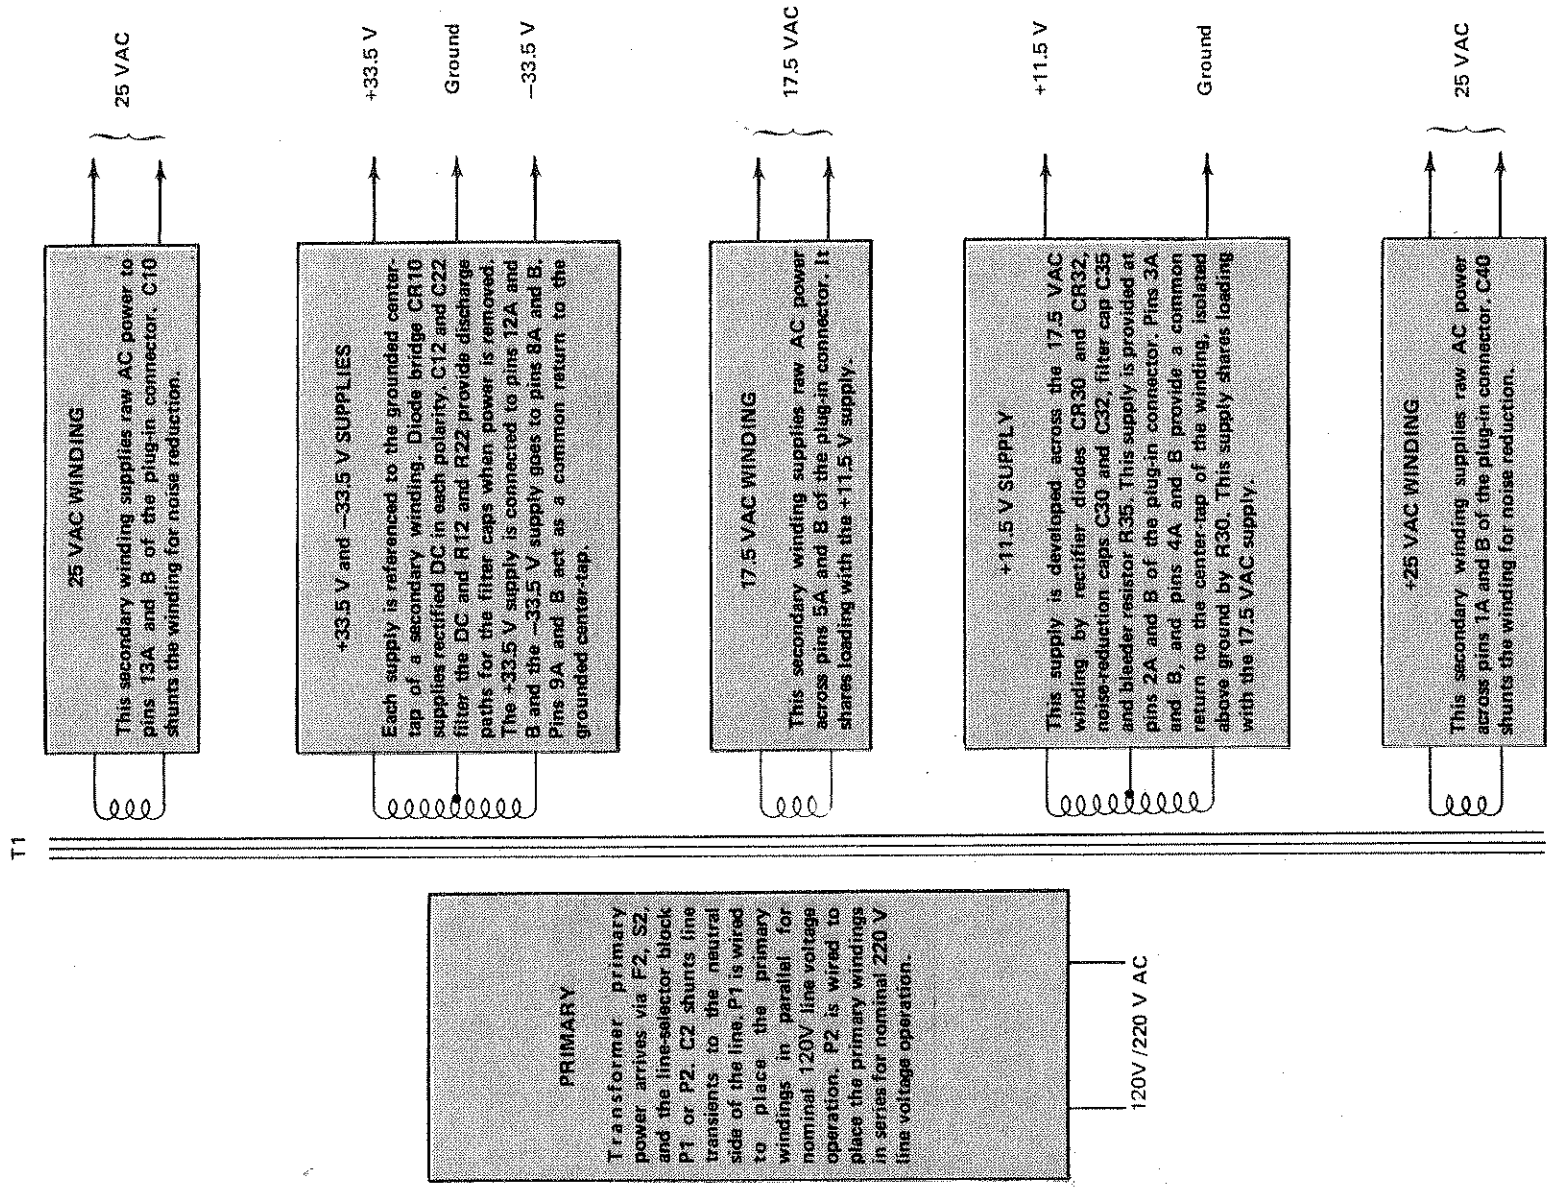 T1
PRIMARY
Transformer primary
power arrives via F2, S2,
and the line-selector block
P1 or P2. C2 shunts line
transients to the neutral
side of the line. P1 is wired
to place the primary
windings in parallel for
nominal 120V line voltage
operation. P2 is wired to
place the primary windings
in series for nominal 220 V
line voltage operation.
120V/220 V AC
25 VAC WINDING
This secondary winding supplies raw AC power to
pins 13A and B of the plug-in connector. C10
shunts the winding for noise reduction.
25 VAC
+33.5 V and −33.5 V SUPPLIES
Each supply is referenced to the grounded center-
tap of a secondary winding. Diode bridge CR10
supplies rectified DC in each polarity. C12 and C22
filter the DC and R12 and R22 provide discharge
paths for the filter caps when power is removed.
The +33.5 V supply is connected to pins 12A and
B and the −33.5 V supply goes to pins 8A and B.
Pins 9A and B act as a common return to the
grounded center-tap.
+33.5 V
Ground
−33.5 V
17.5 VAC WINDING
This secondary winding supplies raw AC power
across pins 5A and B of the plug-in connector. It
shares loading with the +11.5 V supply.
17.5 VAC
+11.5 V SUPPLY
This supply is developed across the 17.5 VAC
winding by rectifier diodes CR30 and CR32,
noise-reduction caps C30 and C32, filter cap C35
and bleeder resistor R35. This supply is provided at
pins 2A and B of the plug-in connector. Pins 3A
and B, and pins 4A and B provide a common
return to the center-tap of the winding, isolated
above ground by R30. This supply shares loading
with the 17.5 VAC supply.
+11.5 V
Ground
+25 VAC WINDING
This secondary winding supplies raw AC power
across pins 1A and B of the plug-in connector. C40
shunts the winding for noise reduction.
25 VAC